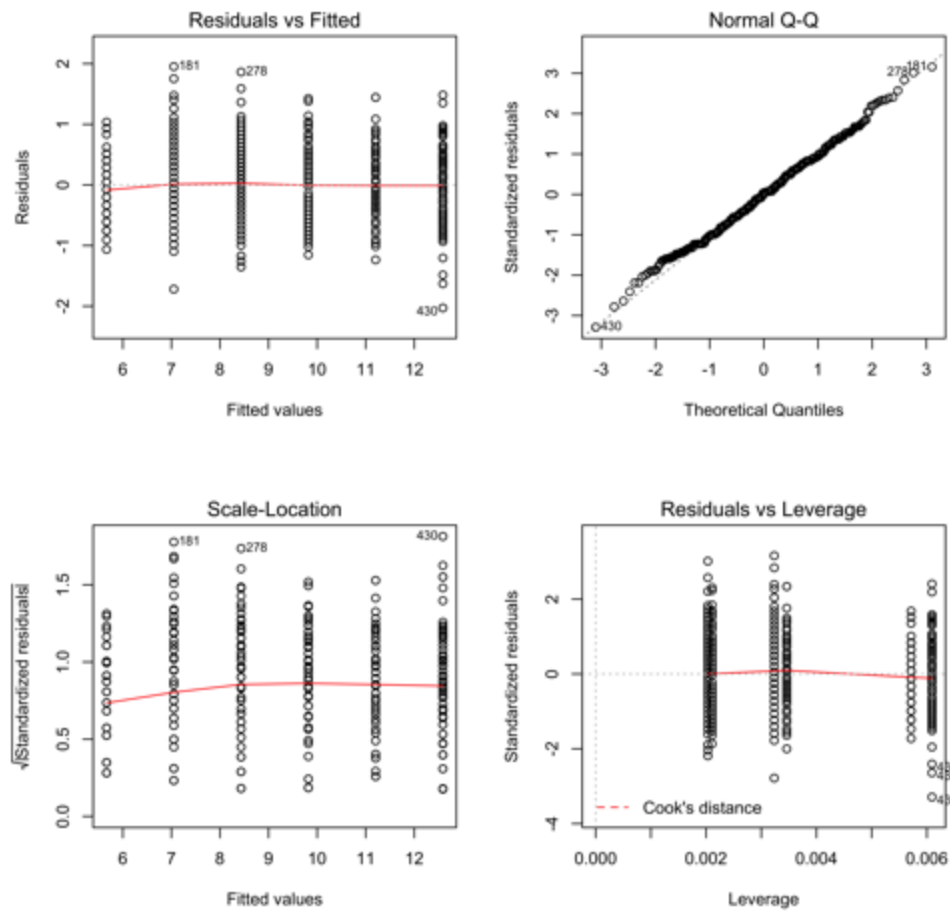 Residuals vs Fitted
Residuals
2
1
0
-1
-2
181
278
430
6 7 8 9 10 11 12
Fitted values
Normal Q-Q
Standardized residuals
3
2
1
0
-1
-2
-3
278
181
430
-3 -2 -1 0 1 2 3
Theoretical Quantiles
Scale-Location
√|Standardized residuals|
1.5
1.0
0.5
0.0
181
278
430
6 7 8 9 10 11 12
Fitted values
Residuals vs Leverage
Standardized residuals
2
0
-2
-4
Cook's distance
0.000 0.002 0.004 0.006
Leverage